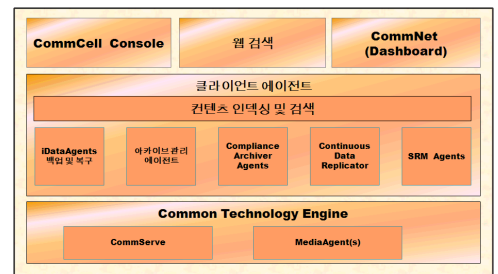 CommCell Console
웹 검색
CommNet
(Dashboard)
클라이언트 에이전트
컨텐츠 인덱싱 및 검색
iDataAgents
백업 및 복구
아카이브관리
에이전트
Compliance
Archiver
Agents
Continuous
Data
Replicator
SRM Agents
Common Technology Engine
CommServe
MediaAgent(s)